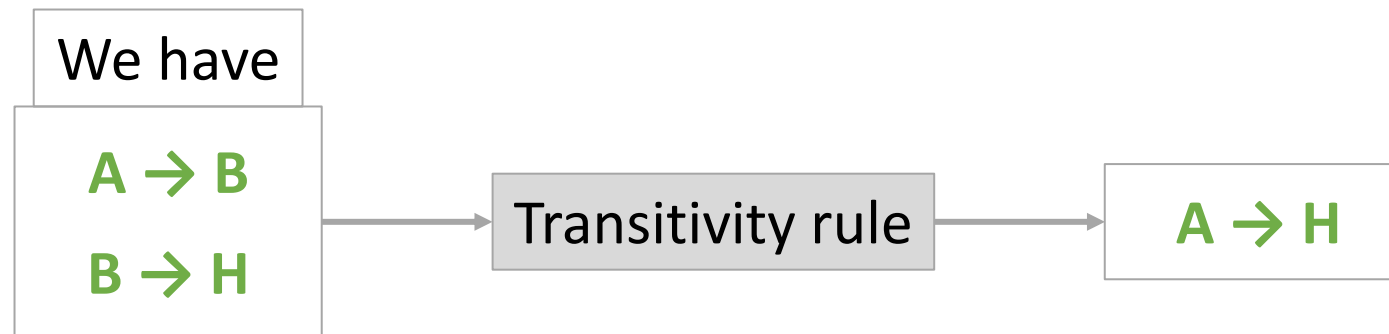 We have
A → B
B → H
Transitivity rule
A → H